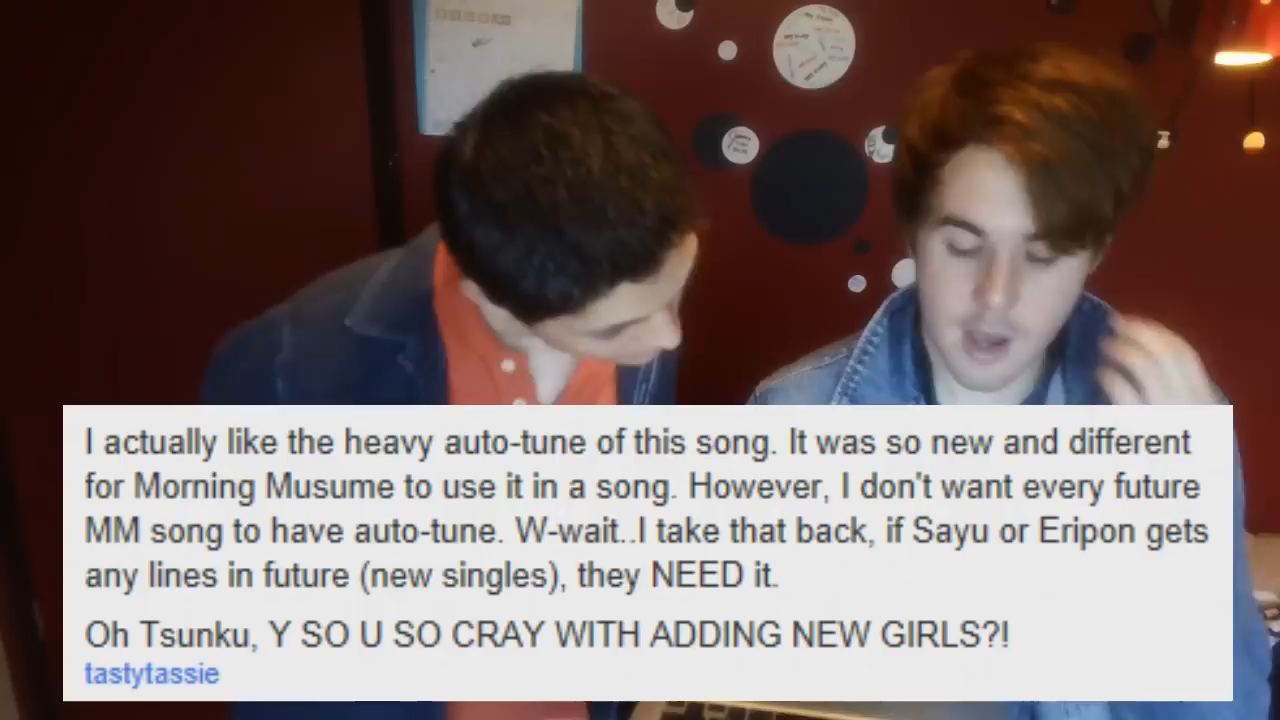 I actually like the heavy auto-tune of this song. It was so new and different
for Morning Musume to use it in a song. However, I don't want every future
MM song to have auto-tune. W-wait..I take that back, if Sayu or Eripon gets
any lines in future (new singles), they NEED it.
Oh Tsunku, Y SO U SO CRAY WITH ADDING NEW GIRLS?!
tastytassie